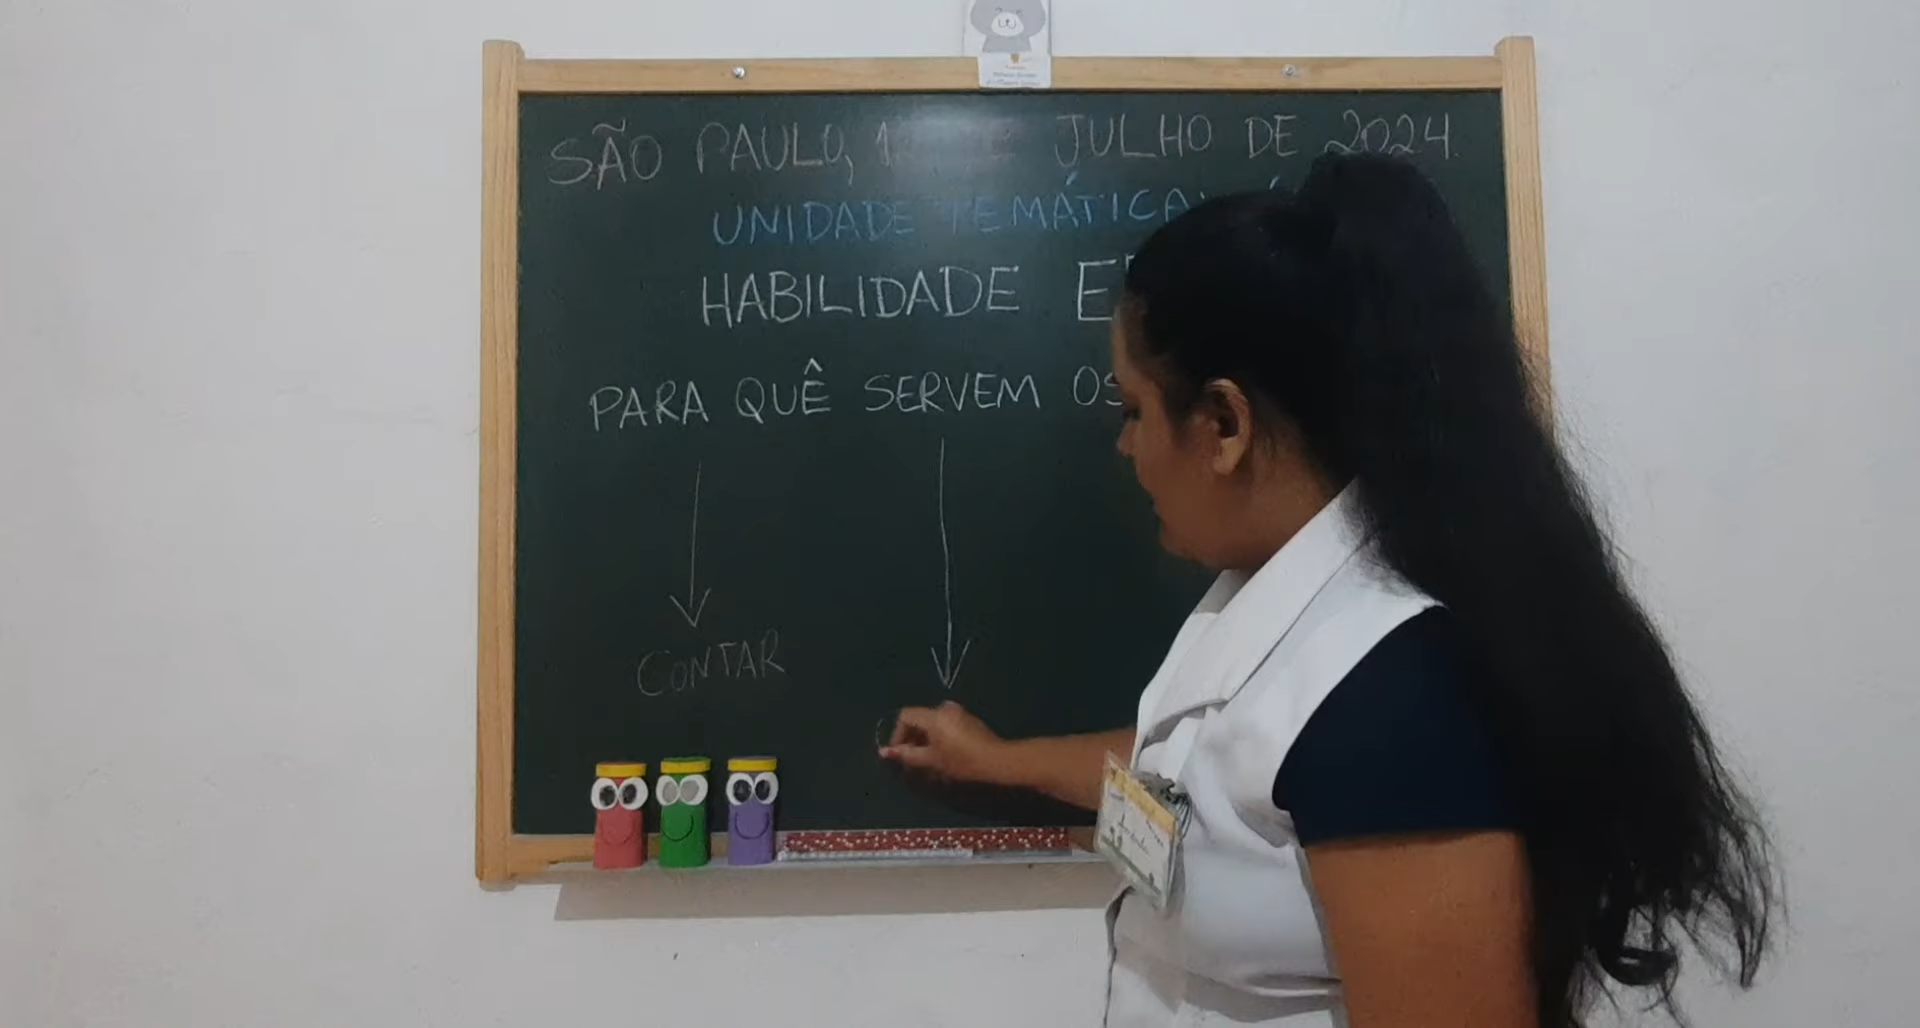 SÃO PAULO, JULHO DE 2024.
UNIDADE TEMÁTICA:
HABILIDADE
PARA QUÊ SERVEM OS
CONTAR